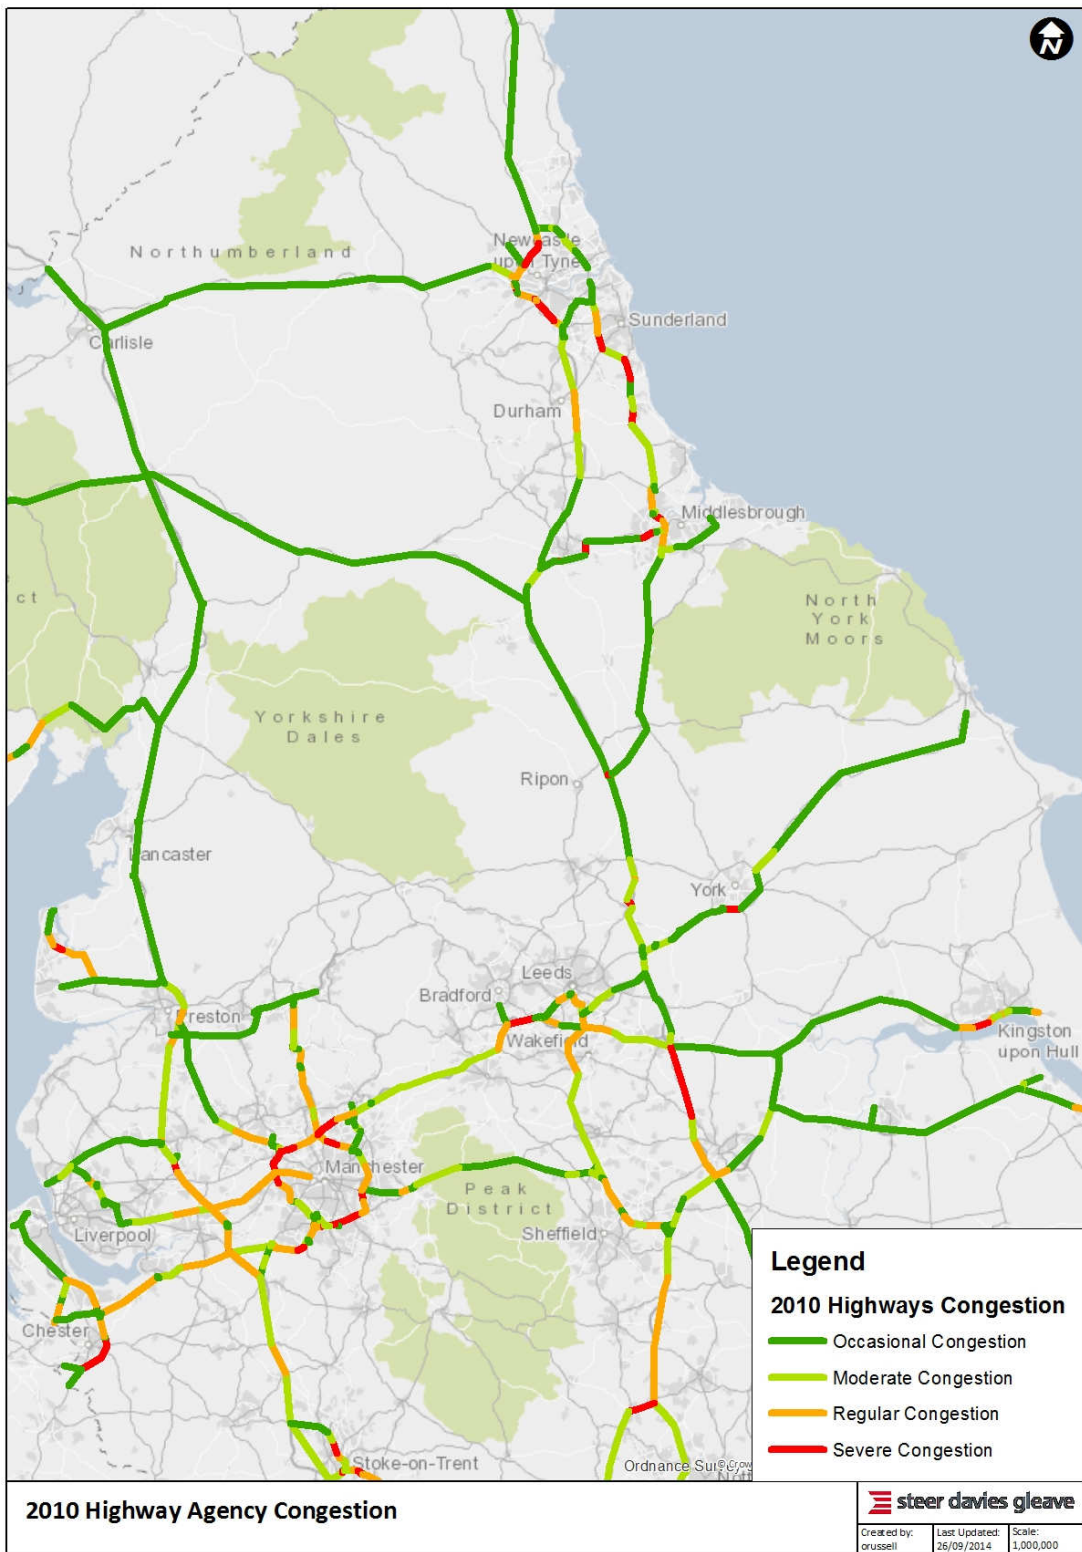 N
Northumberland
Newcastle
upon Tyne
Carlisle
Sunderland
Durham
Middlesbrough
ct
North
York
Moors
Yorkshire
Dales
Ripon
Lancaster
York
Leeds
Bradford
Preston
Wakefield
Kingston
upon Hull
Manchester
Peak
District
Liverpool
Sheffield
Chester
Stoke-on-Trent
Ordnance Survey
Legend
2010 Highways Congestion
Occasional Congestion
Moderate Congestion
Regular Congestion
Severe Congestion
2010 Highway Agency Congestion
steer davies gleave
Created by:
orussell
Last Updated:
26/09/2014
Scale:
1,000,000